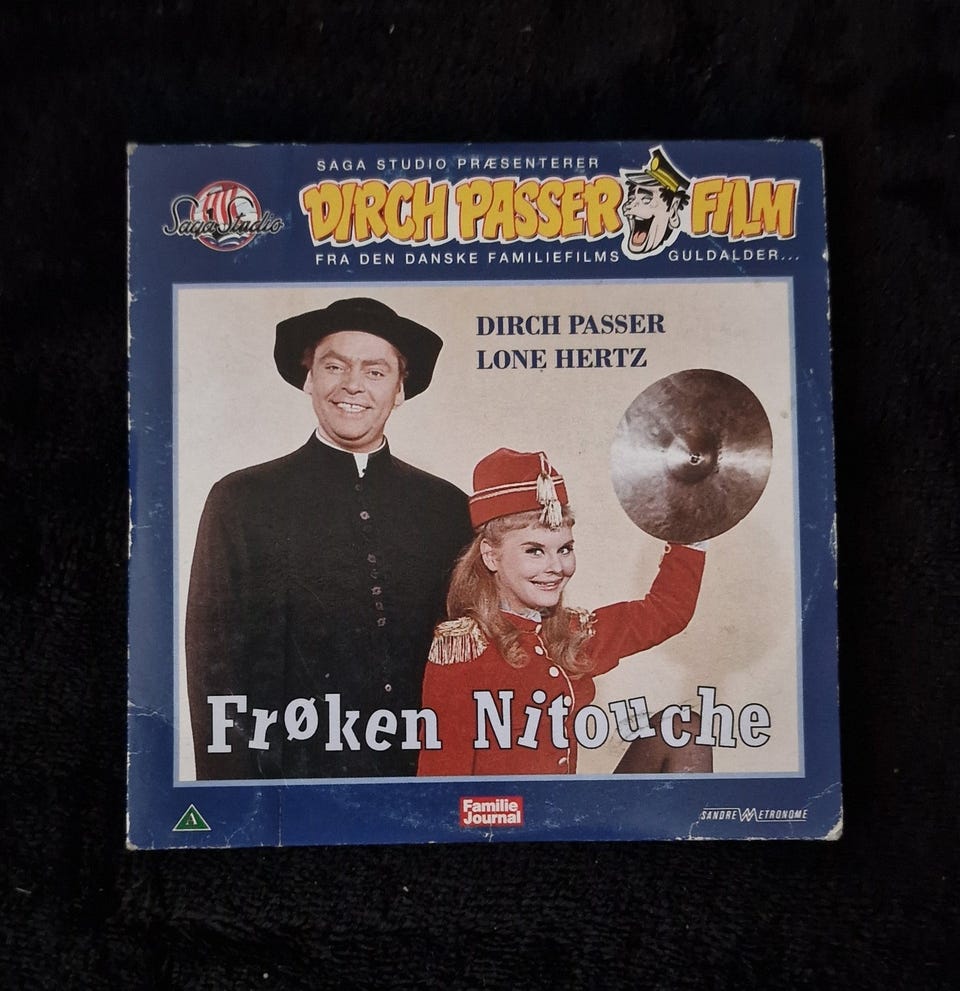 SAGA STUDIO PRÆSENTERER
Saga Studio
DIRCH PASSER FILM
FRA DEN DANSKE FAMILIEFILMS GULDALDER...
DIRCH PASSER
LONE HERTZ
Frøken Nitouche
A
Familie
Journal
SANDREW METRONOME